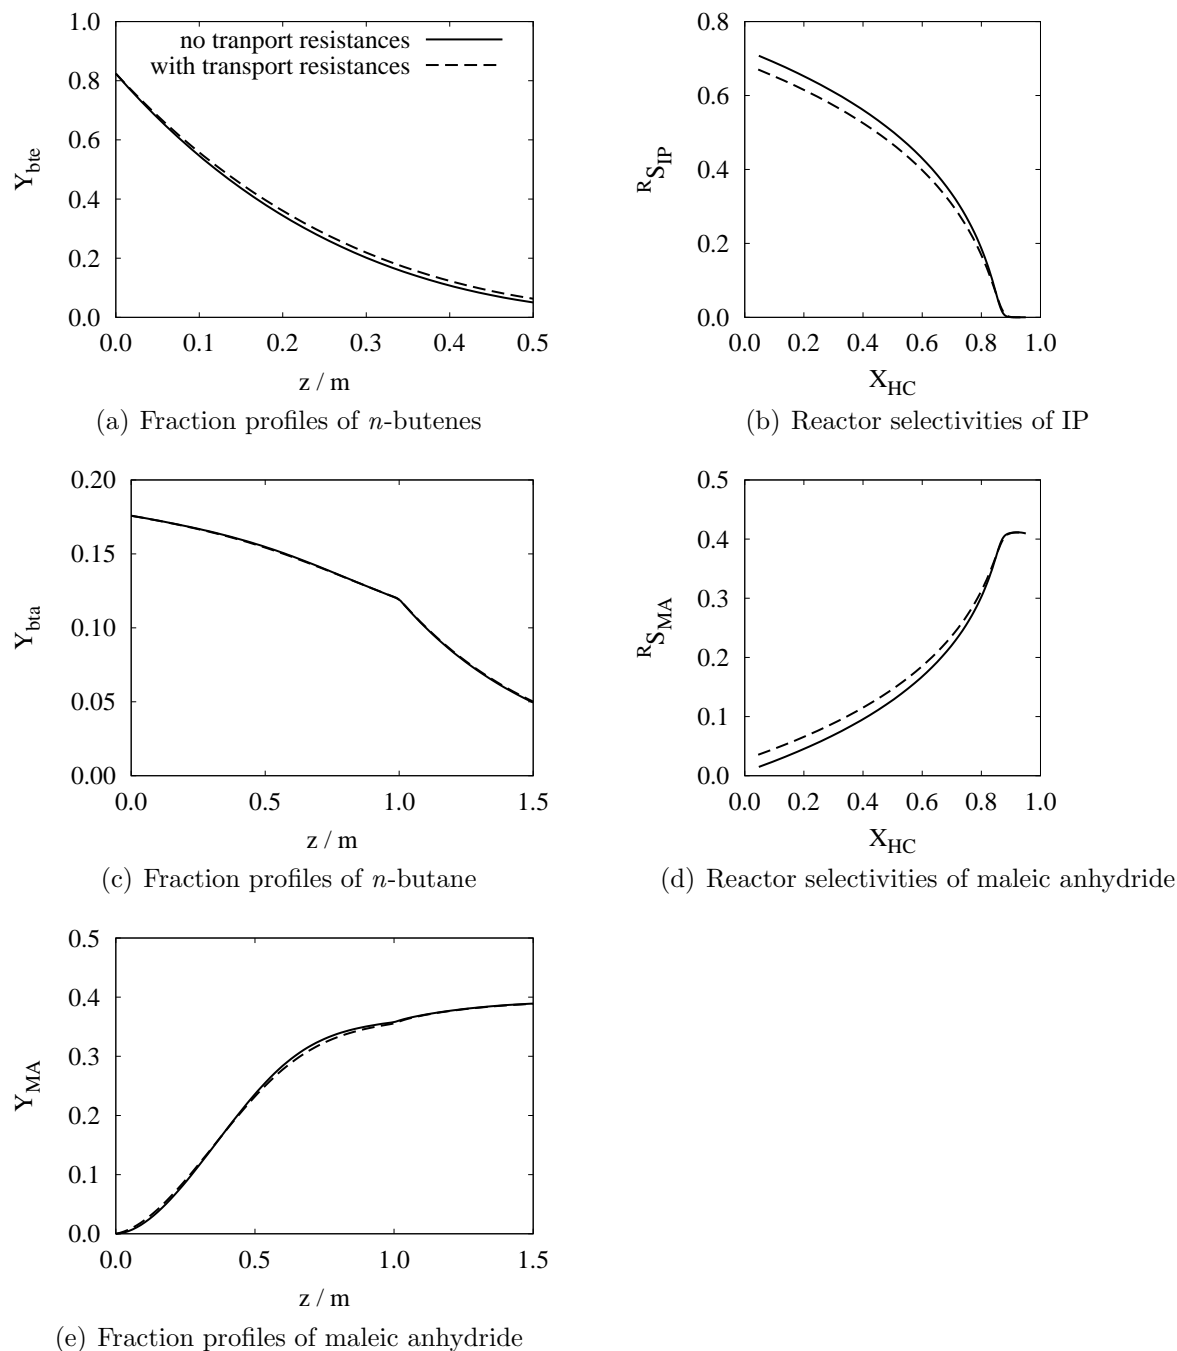 1.0
0.8
0.6
0.4
0.2
0.0
Y_bte
no tranport resistances
with transport resistances
0.0 0.1 0.2 0.3 0.4 0.5
z / m
(a) Fraction profiles of n-butenes
0.8
0.6
0.4
0.2
0.0
^R S_IP
0.0 0.2 0.4 0.6 0.8 1.0
X_HC
(b) Reactor selectivities of IP
0.20
0.15
0.10
0.05
0.00
Y_bta
0.0 0.5 1.0 1.5
z / m
(c) Fraction profiles of n-butane
0.5
0.4
0.3
0.2
0.1
0.0
^R S_MA
0.0 0.2 0.4 0.6 0.8 1.0
X_HC
(d) Reactor selectivities of maleic anhydride
0.5
0.4
0.3
0.2
0.1
0.0
Y_MA
0.0 0.5 1.0 1.5
z / m
(e) Fraction profiles of maleic anhydride